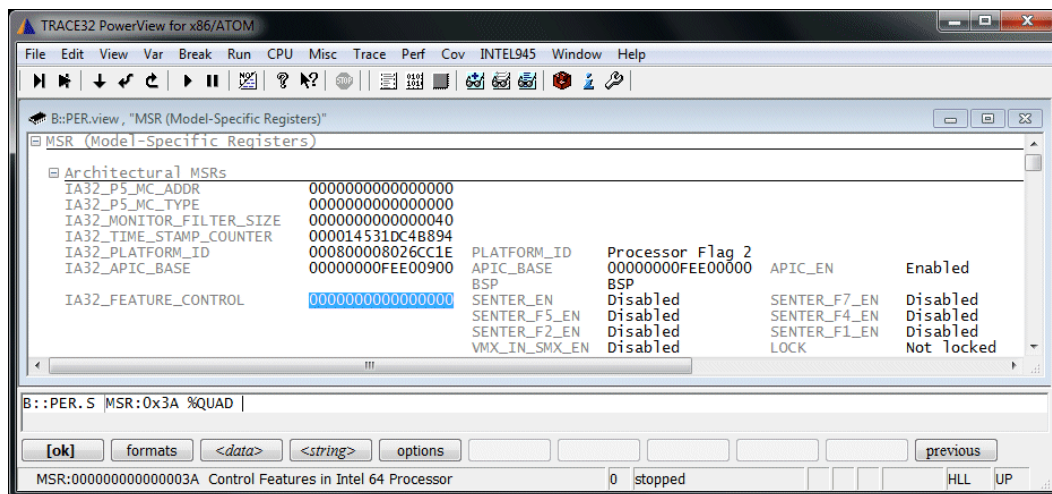 TRACE32 PowerView for x86/ATOM
File Edit View Var Break Run CPU Misc Trace Perf Cov INTEL945 Window Help
B::PER.view , "MSR (Model-Specific Registers)"
MSR (Model-Specific Registers)
Architectural MSRs
IA32_P5_MC_ADDR 0000000000000000
IA32_P5_MC_TYPE 0000000000000000
IA32_MONITOR_FILTER_SIZE 0000000000000040
IA32_TIME_STAMP_COUNTER 000014531DC4B894
IA32_PLATFORM_ID 000800008026CC1E PLATFORM_ID Processor Flag 2
IA32_APIC_BASE 00000000FEE00900 APIC_BASE 00000000FEE00000 APIC_EN Enabled
BSP BSP
IA32_FEATURE_CONTROL 0000000000000000 SENTER_EN Disabled SENTER_F7_EN Disabled
SENTER_F5_EN Disabled SENTER_F4_EN Disabled
SENTER_F2_EN Disabled SENTER_F1_EN Disabled
VMX_IN_SMX_EN Disabled LOCK Not locked
B::PER.S MSR:0x3A %QUAD
[ok] formats <data> <string> options previous
MSR:000000000000003A Control Features in Intel 64 Processor 0 stopped HLL UP